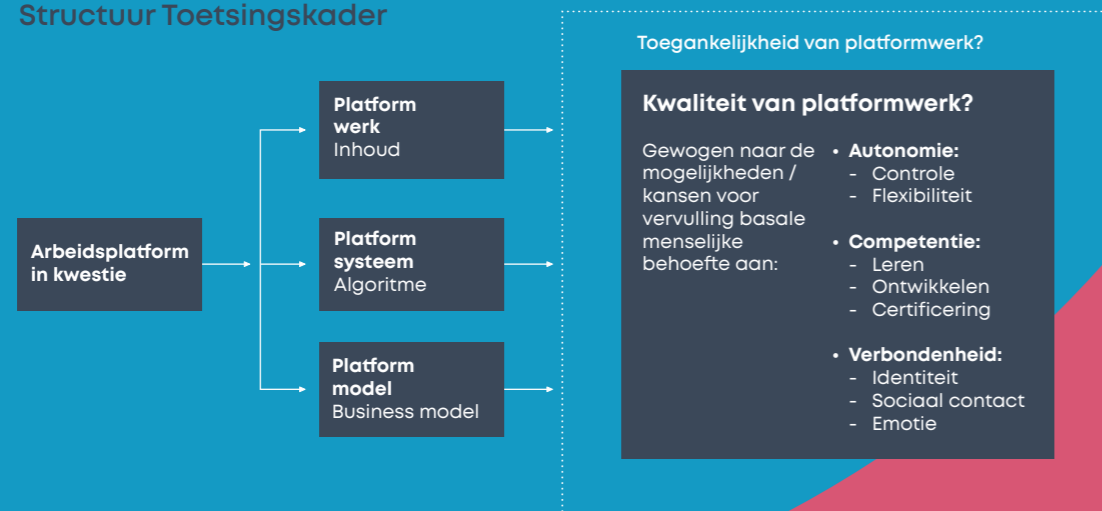 Structuur Toetsingskader
Arbeidsplatform
in kwestie
Platform
werk
Inhoud
Platform
systeem
Algoritme
Platform
model
Business model
Toegankelijkheid van platformwerk?
Kwaliteit van platformwerk?
Gewogen naar de
mogelijkheden /
kansen voor
vervulling basale
menselijke
behoefte aan:
• Autonomie:
- Controle
- Flexibiliteit
• Competentie:
- Leren
- Ontwikkelen
- Certificering
• Verbondenheid:
- Identiteit
- Sociaal contact
- Emotie